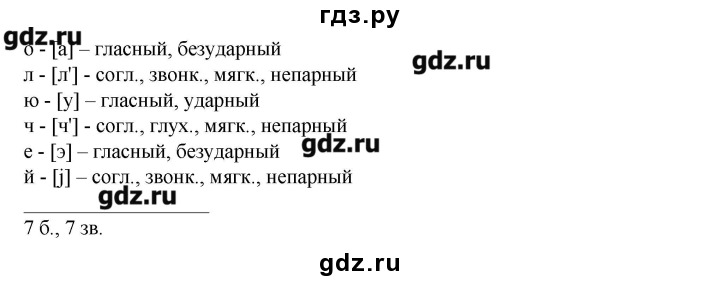 гдз.ру
gdz.ru
о - [а] – гласный, безударный
л - [л'] - согл., звонк., мягк., непарный
gdz.ru
ю - [у] – гласный, ударный
ч - [ч'] - согл., глух., мягк., непарный
е - [э] – гласный, безударный
gdz.ru
й - [j] – согл., звонк., мягк., непарный
gdz.ru
7 б., 7 зв.
gdz.ru